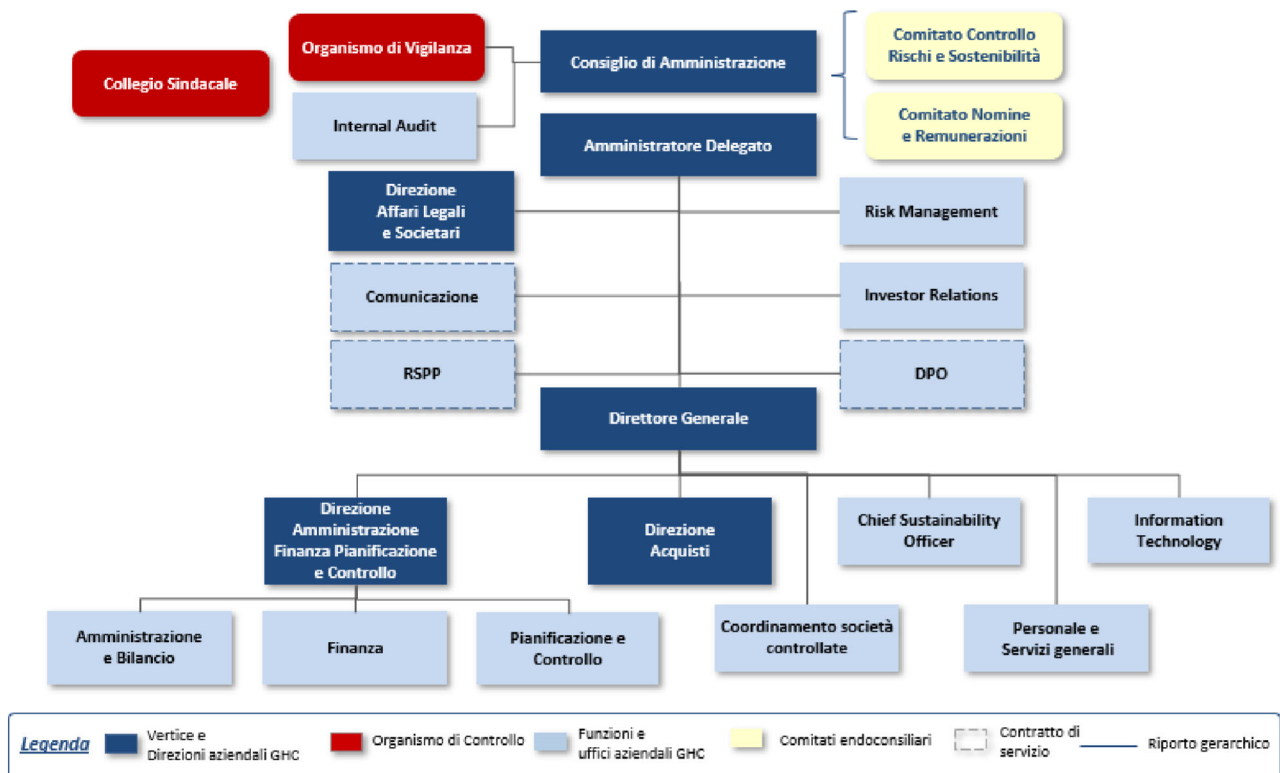 Organismo di Vigilanza
Collegio Sindacale
Internal Audit
Consiglio di Amministrazione
Comitato Controllo
Rischi e Sostenibilità
Comitato Nomine
e Remunerazioni
Amministratore Delegato
Direzione
Affari Legali
e Societari
Risk Management
Comunicazione
Investor Relations
RSPP
DPO
Direttore Generale
Direzione
Amministrazione
Finanza Pianificazione
e Controllo
Direzione
Acquisti
Chief Sustainability
Officer
Information
Technology
Amministrazione
e Bilancio
Finanza
Pianificazione e
Controllo
Coordinamento società
controllate
Personale e
Servizi generali
Legenda
Vertice e
Direzioni aziendali GHC
Organismo di Controllo
Funzioni e
uffici aziendali GHC
Comitati endoconsiliari
Contratto di
servizio
Riporto gerarchico